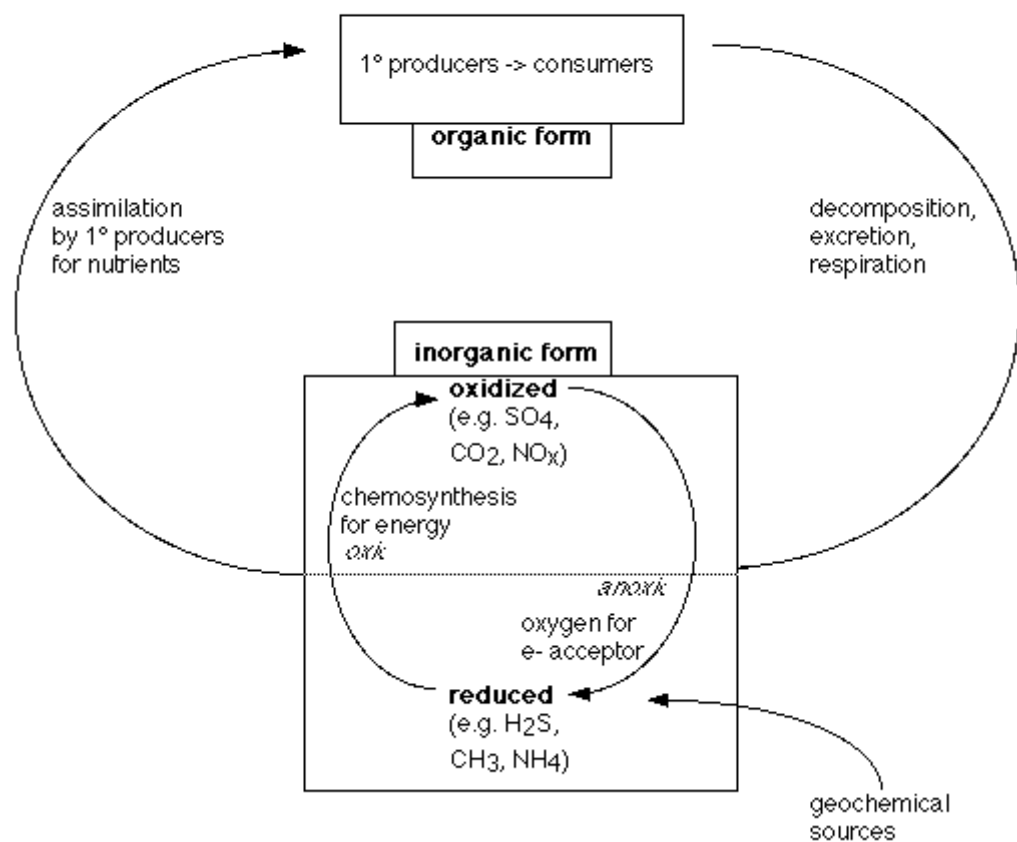 1° producers -> consumers
organic form
assimilation
by 1° producers
for nutrients
decomposition,
excretion,
respiration
inorganic form
oxidized
(e.g. SO4,
CO2, NOx)
chemosynthesis
for energy
oxic
anoxic
oxygen for
e- acceptor
reduced
(e.g. H2S,
CH3, NH4)
geochemical
sources